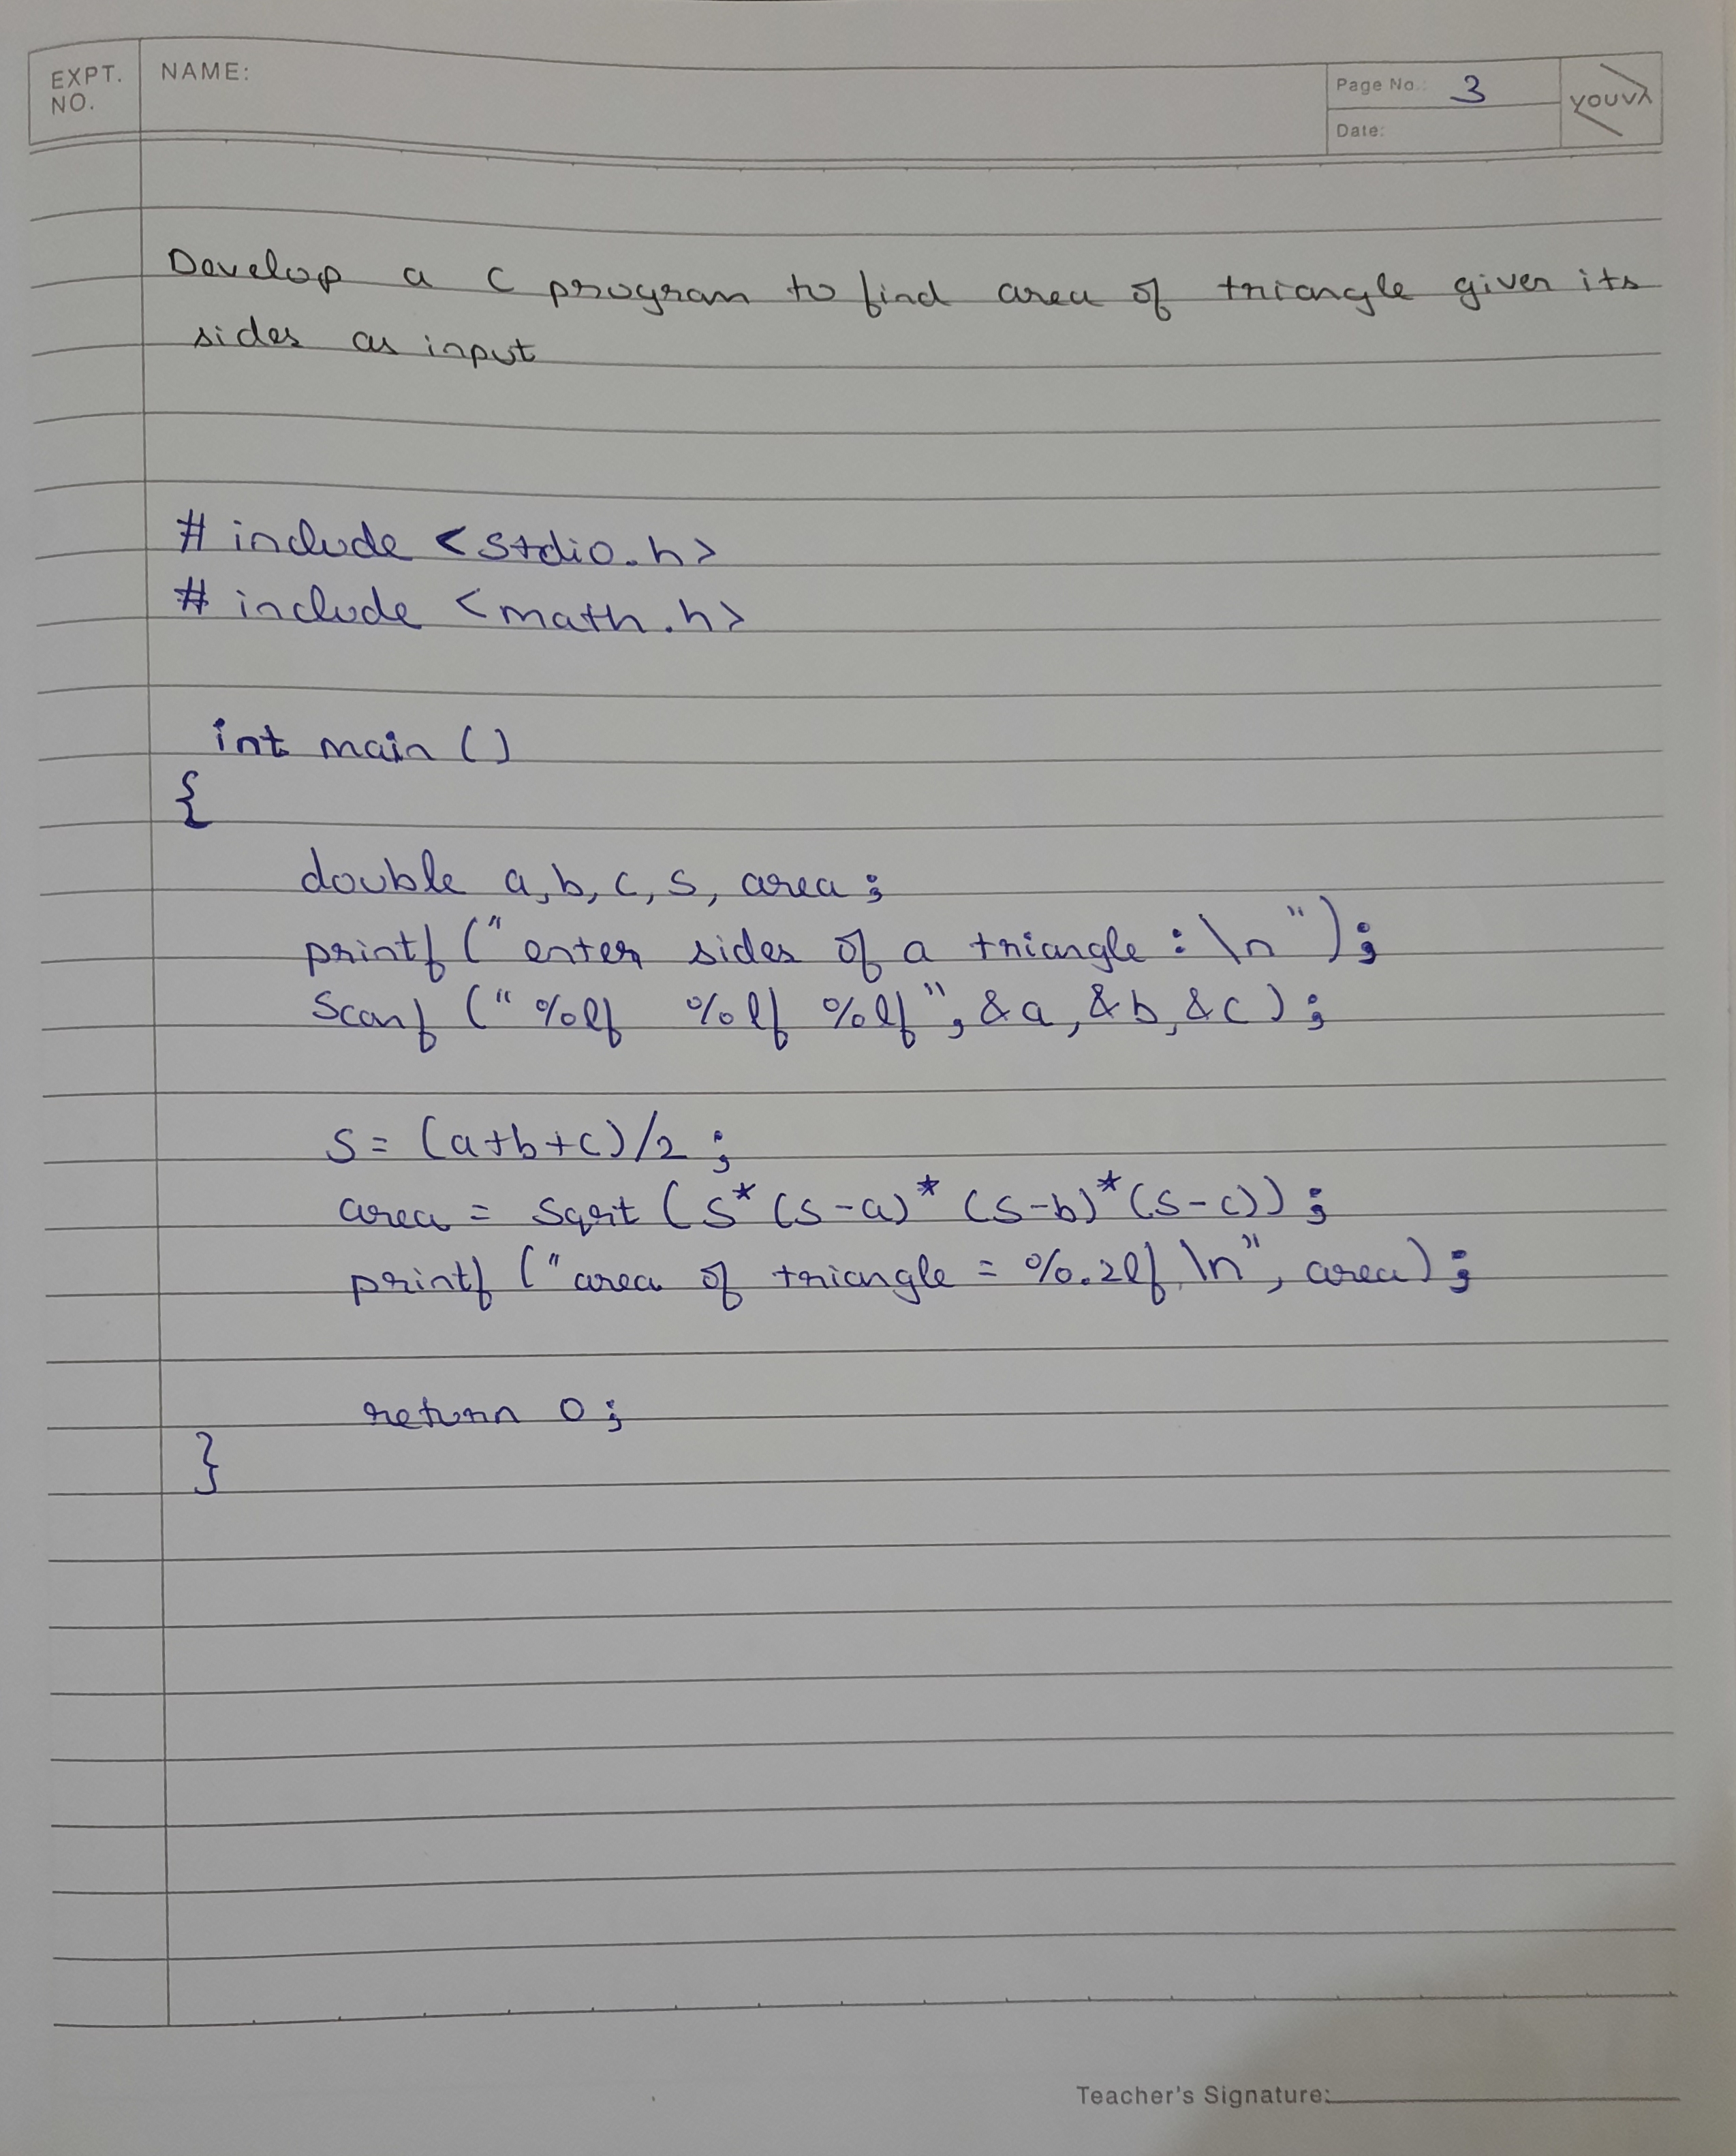 EXPT. NO.
NAME:
Page No.: 3
Date:
YOUVA
Develop a C program to find area of triangle given its
sides as input
# include <stdio.h>
# include <math.h>
int main ()
{
double a, b, c, s, area ;
printf (" enter sides of a triangle : \n ") ;
Scanf (" %lf %lf %lf ", &a, &b, &c) ;
s = (a+b+c)/2 ;
area = sqrt (s* (s-a)* (s-b)*(s-c)) ;
printf (" area of triangle = %.2lf \n", area) ;
return 0 ;
}
Teacher's Signature: